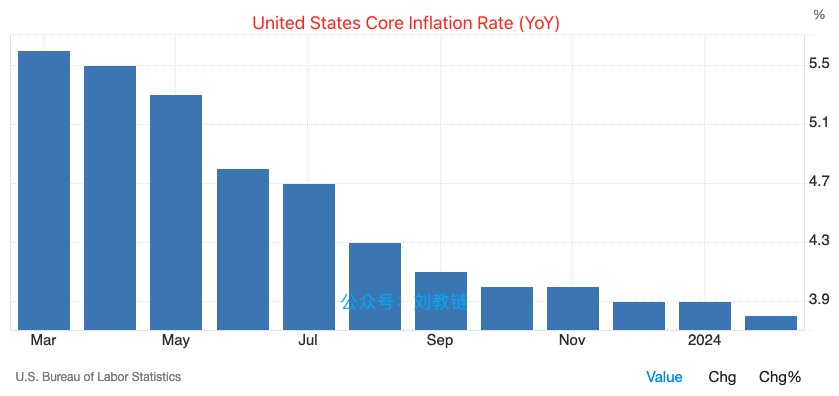 United States Core Inflation Rate (YoY)
%
5.5
5.1
4.7
4.3
3.9
公众号：刘教链
Mar May Jul Sep Nov 2024
U.S. Bureau of Labor Statistics
Value Chg Chg%